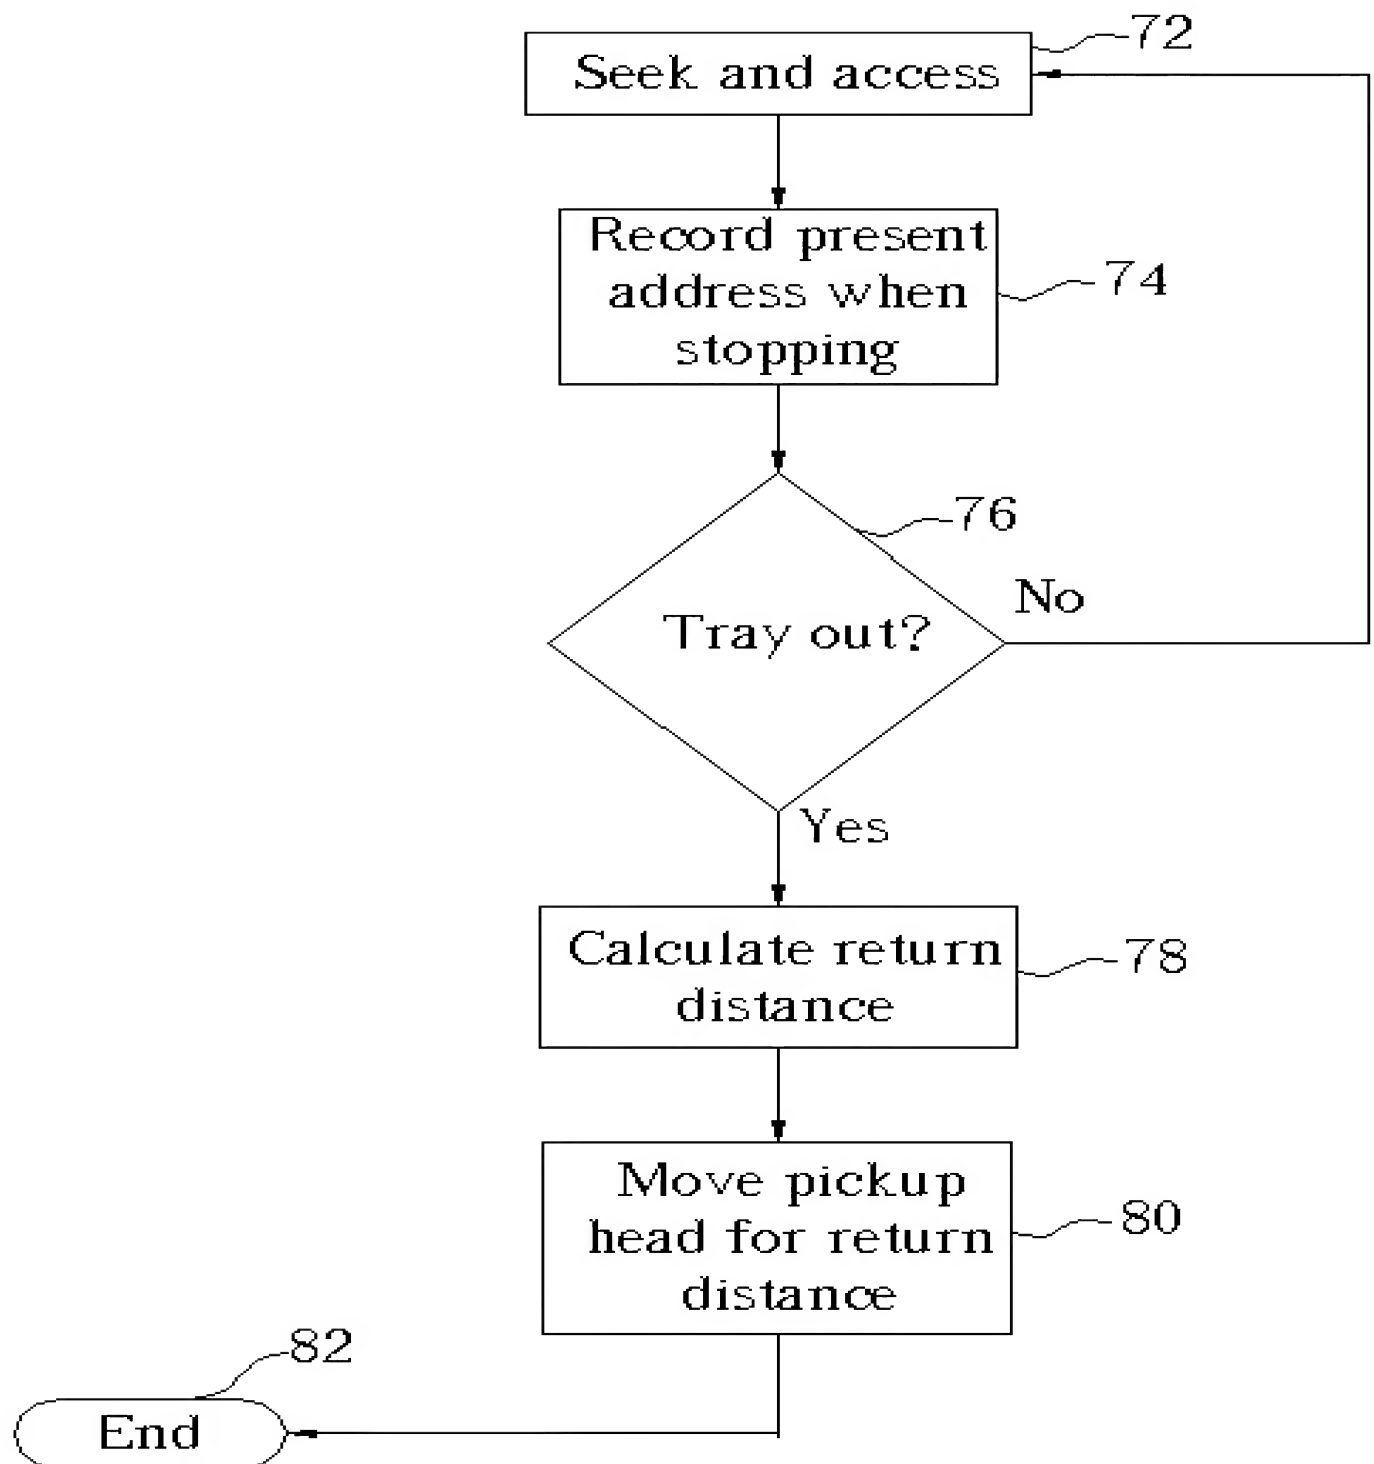 72
Seek and access
Record present
address when
stopping
74
76
No
Tray out?
Yes
Calculate return
distance
78
Move pickup
head for return
distance
80
82
End